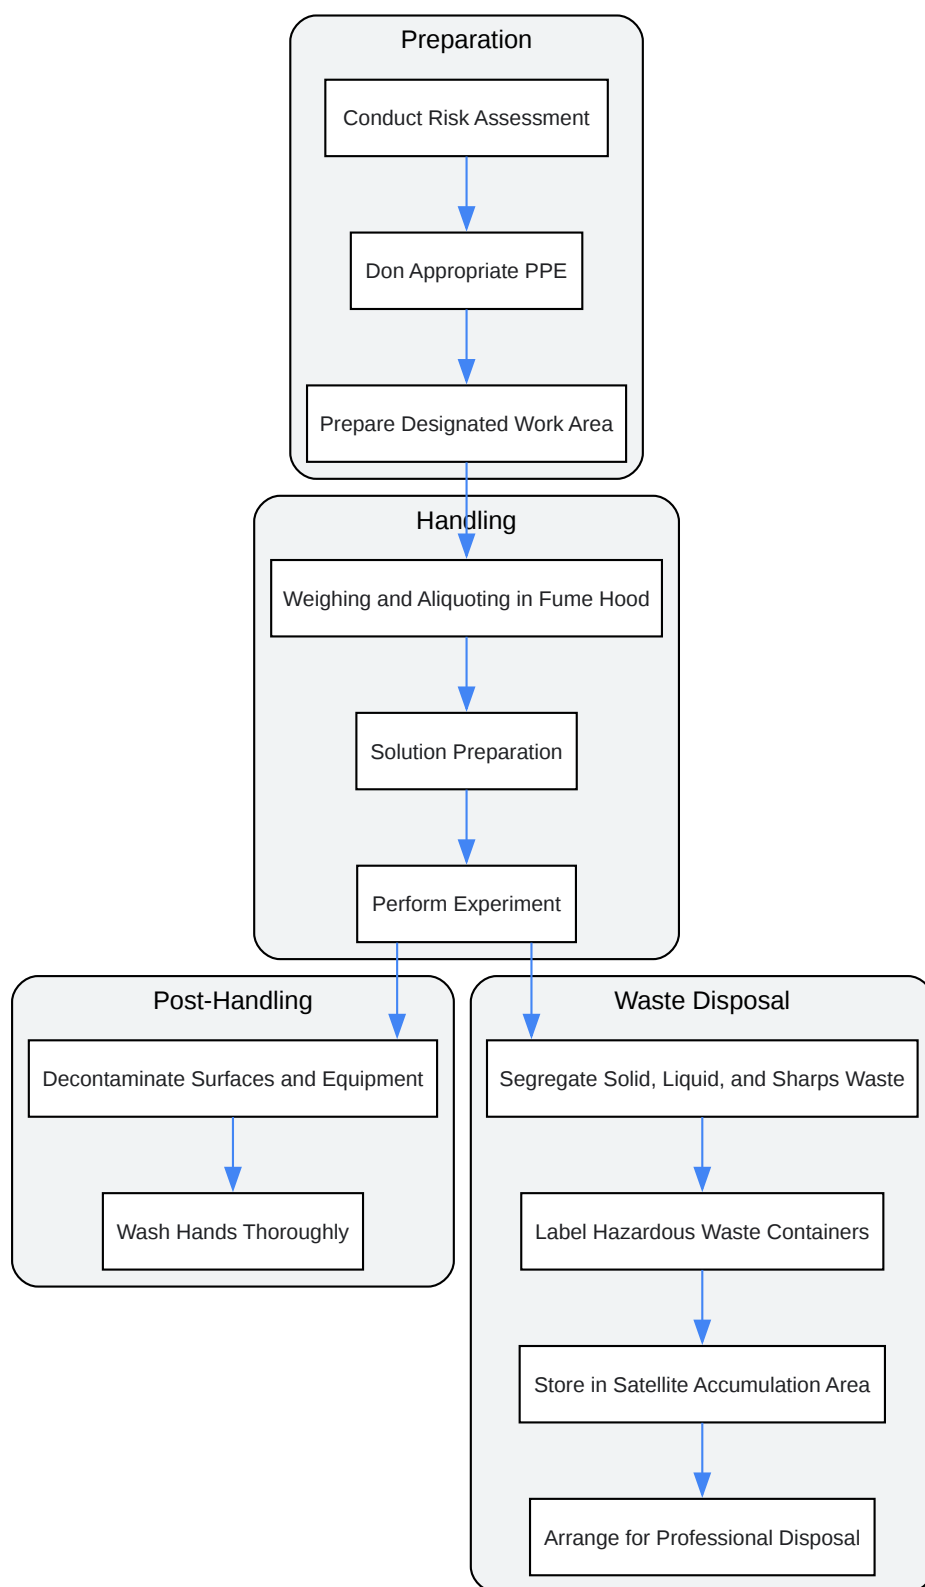 Preparation
Conduct Risk Assessment
Don Appropriate PPE
Prepare Designated Work Area
Handling
Weighing and Aliquoting in Fume Hood
Solution Preparation
Perform Experiment
Post-Handling
Decontaminate Surfaces and Equipment
Wash Hands Thoroughly
Waste Disposal
Segregate Solid, Liquid, and Sharps Waste
Label Hazardous Waste Containers
Store in Satellite Accumulation Area
Arrange for Professional Disposal